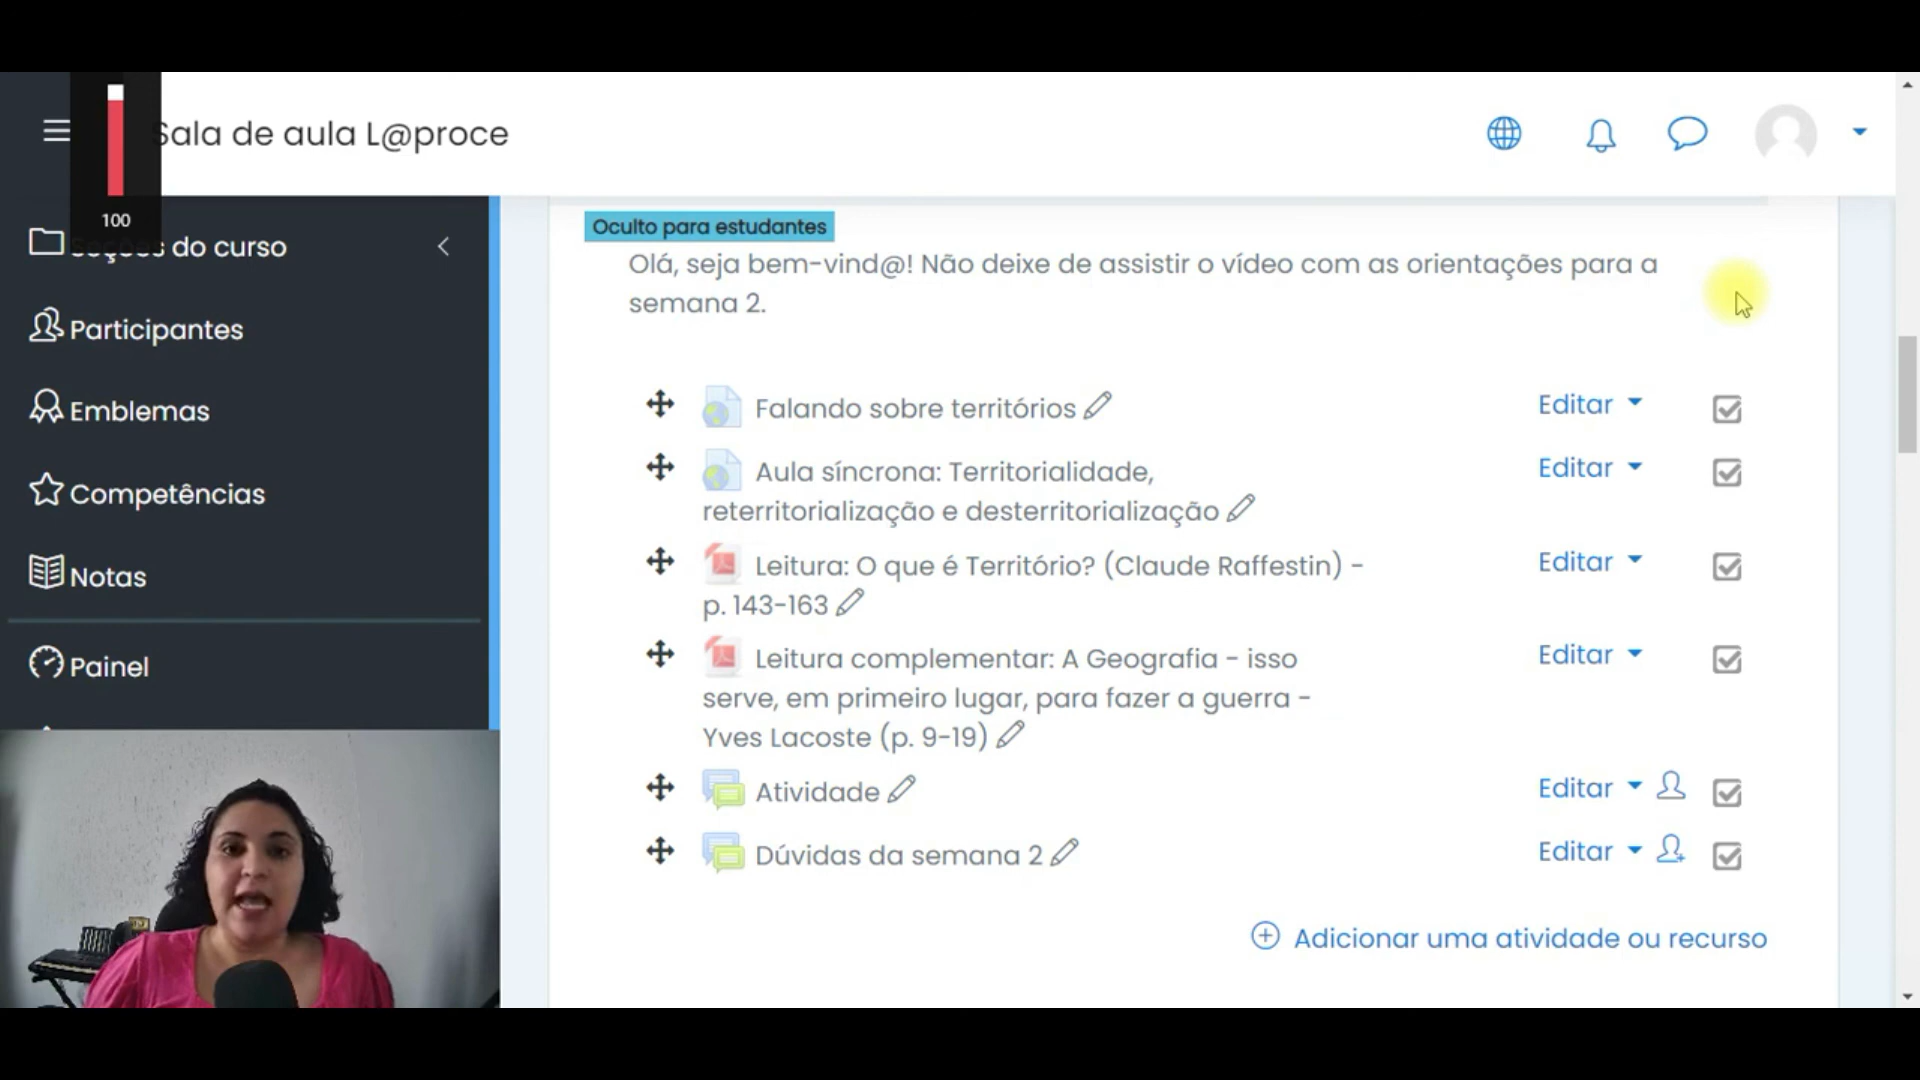 Sala de aula L@proce
100
Seções do curso
Participantes
Emblemas
Competências
Notas
Painel
Oculto para estudantes
Olá, seja bem-vind@! Não deixe de assistir o vídeo com as orientações para a
semana 2.
Falando sobre territórios
Editar
Aula síncrona: Territorialidade,
reterritorialização e desterritorialização
Editar
Leitura: O que é Território? (Claude Raffestin) -
p. 143-163
Editar
Leitura complementar: A Geografia - isso
serve, em primeiro lugar, para fazer a guerra -
Yves Lacoste (p. 9-19)
Editar
Atividade
Editar
Dúvidas da semana 2
Editar
Adicionar uma atividade ou recurso